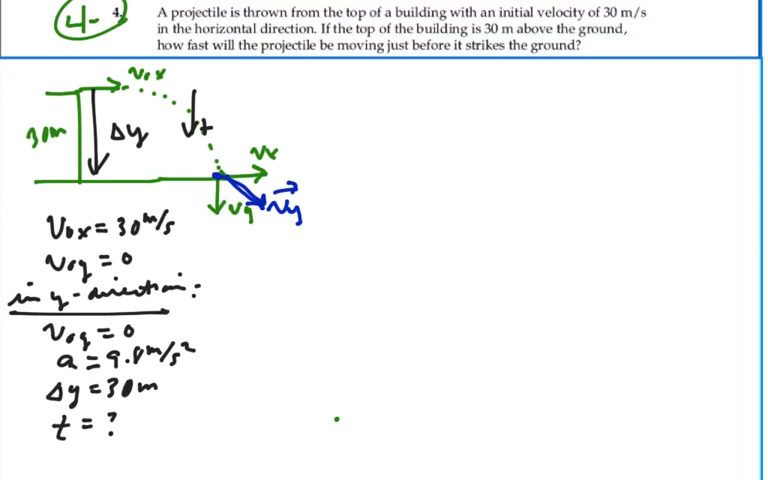 4- 4. A projectile is thrown from the top of a building with an initial velocity of 30 m/s
in the horizontal direction. If the top of the building is 30 m above the ground,
how fast will the projectile be moving just before it strikes the ground?
v₀x
30m Δy +
vx
vy v⃗y
v₀x = 30 m/s
v₀y = 0
in y-direction:
v₀y = 0
a = 9.8 m/s²
Δy = 30m
t = ?